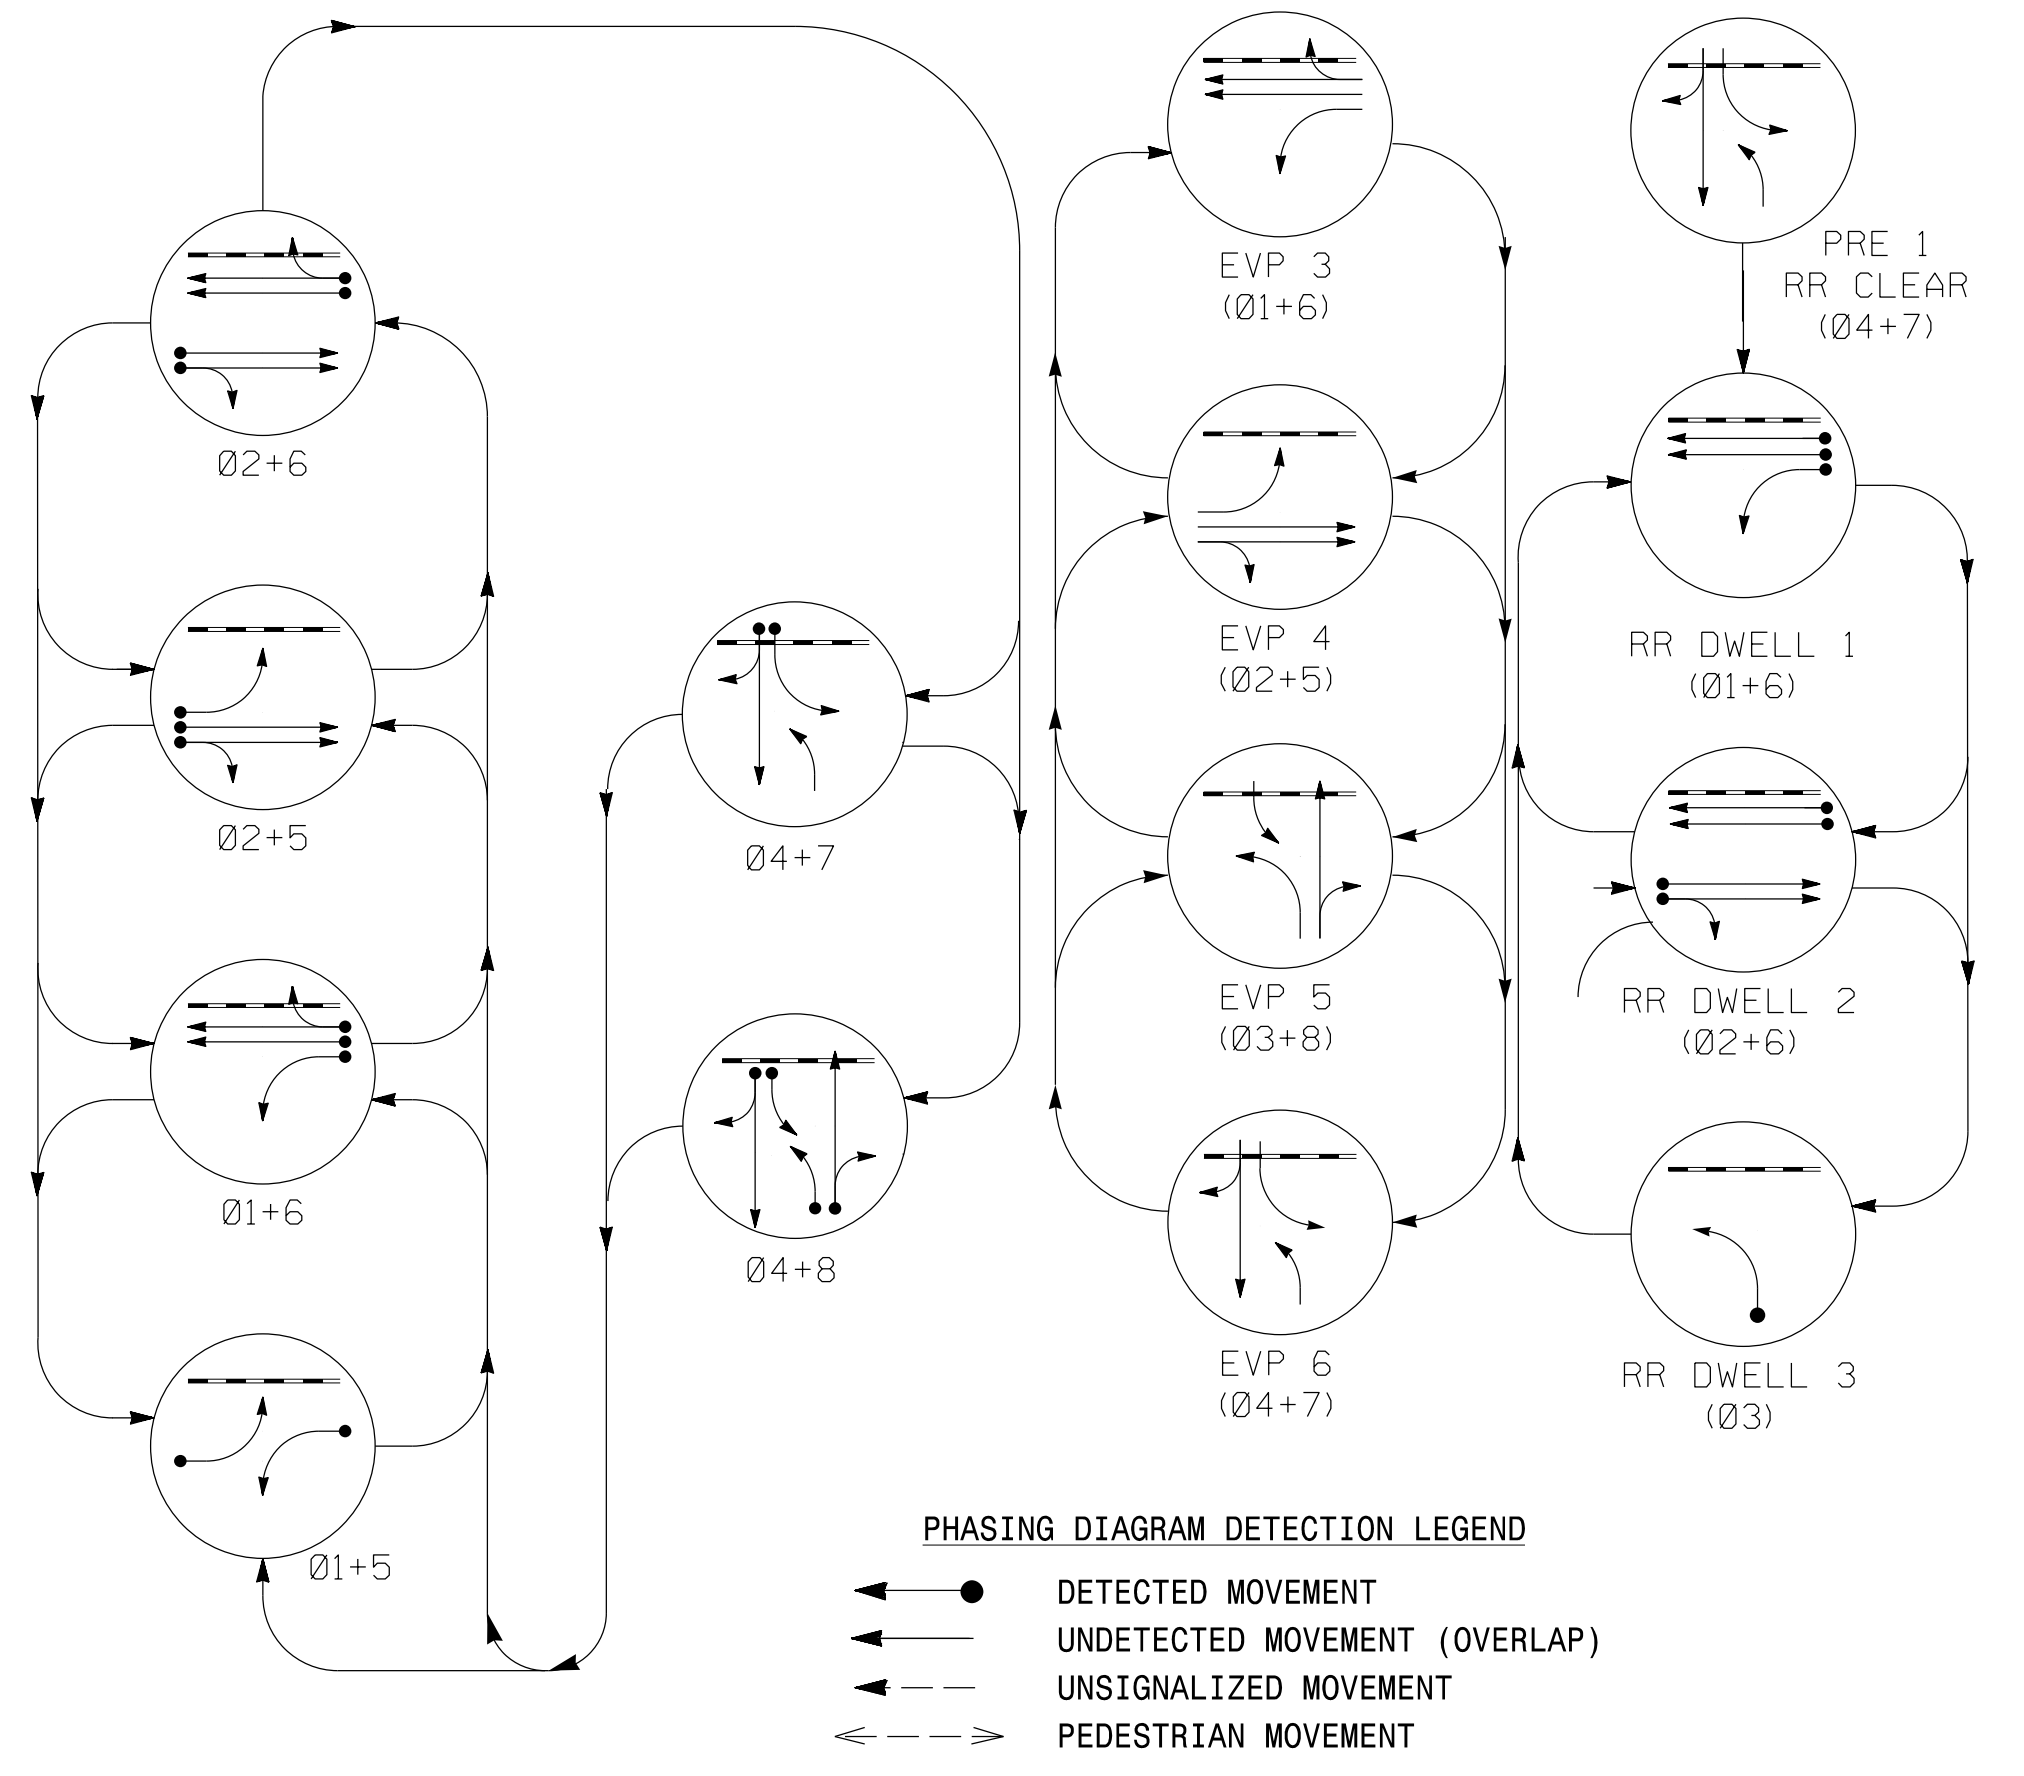 Ø2+6
Ø2+5
Ø1+6
Ø1+5
Ø4+7
Ø4+8
EVP 3
(Ø1+6)
EVP 4
(Ø2+5)
EVP 5
(Ø3+8)
EVP 6
(Ø4+7)
PRE 1
RR CLEAR
(Ø4+7)
RR DWELL 1
(Ø1+6)
RR DWELL 2
(Ø2+6)
RR DWELL 3
(Ø3)
PHASING DIAGRAM DETECTION LEGEND
DETECTED MOVEMENT
UNDETECTED MOVEMENT (OVERLAP)
UNSIGNALIZED MOVEMENT
PEDESTRIAN MOVEMENT